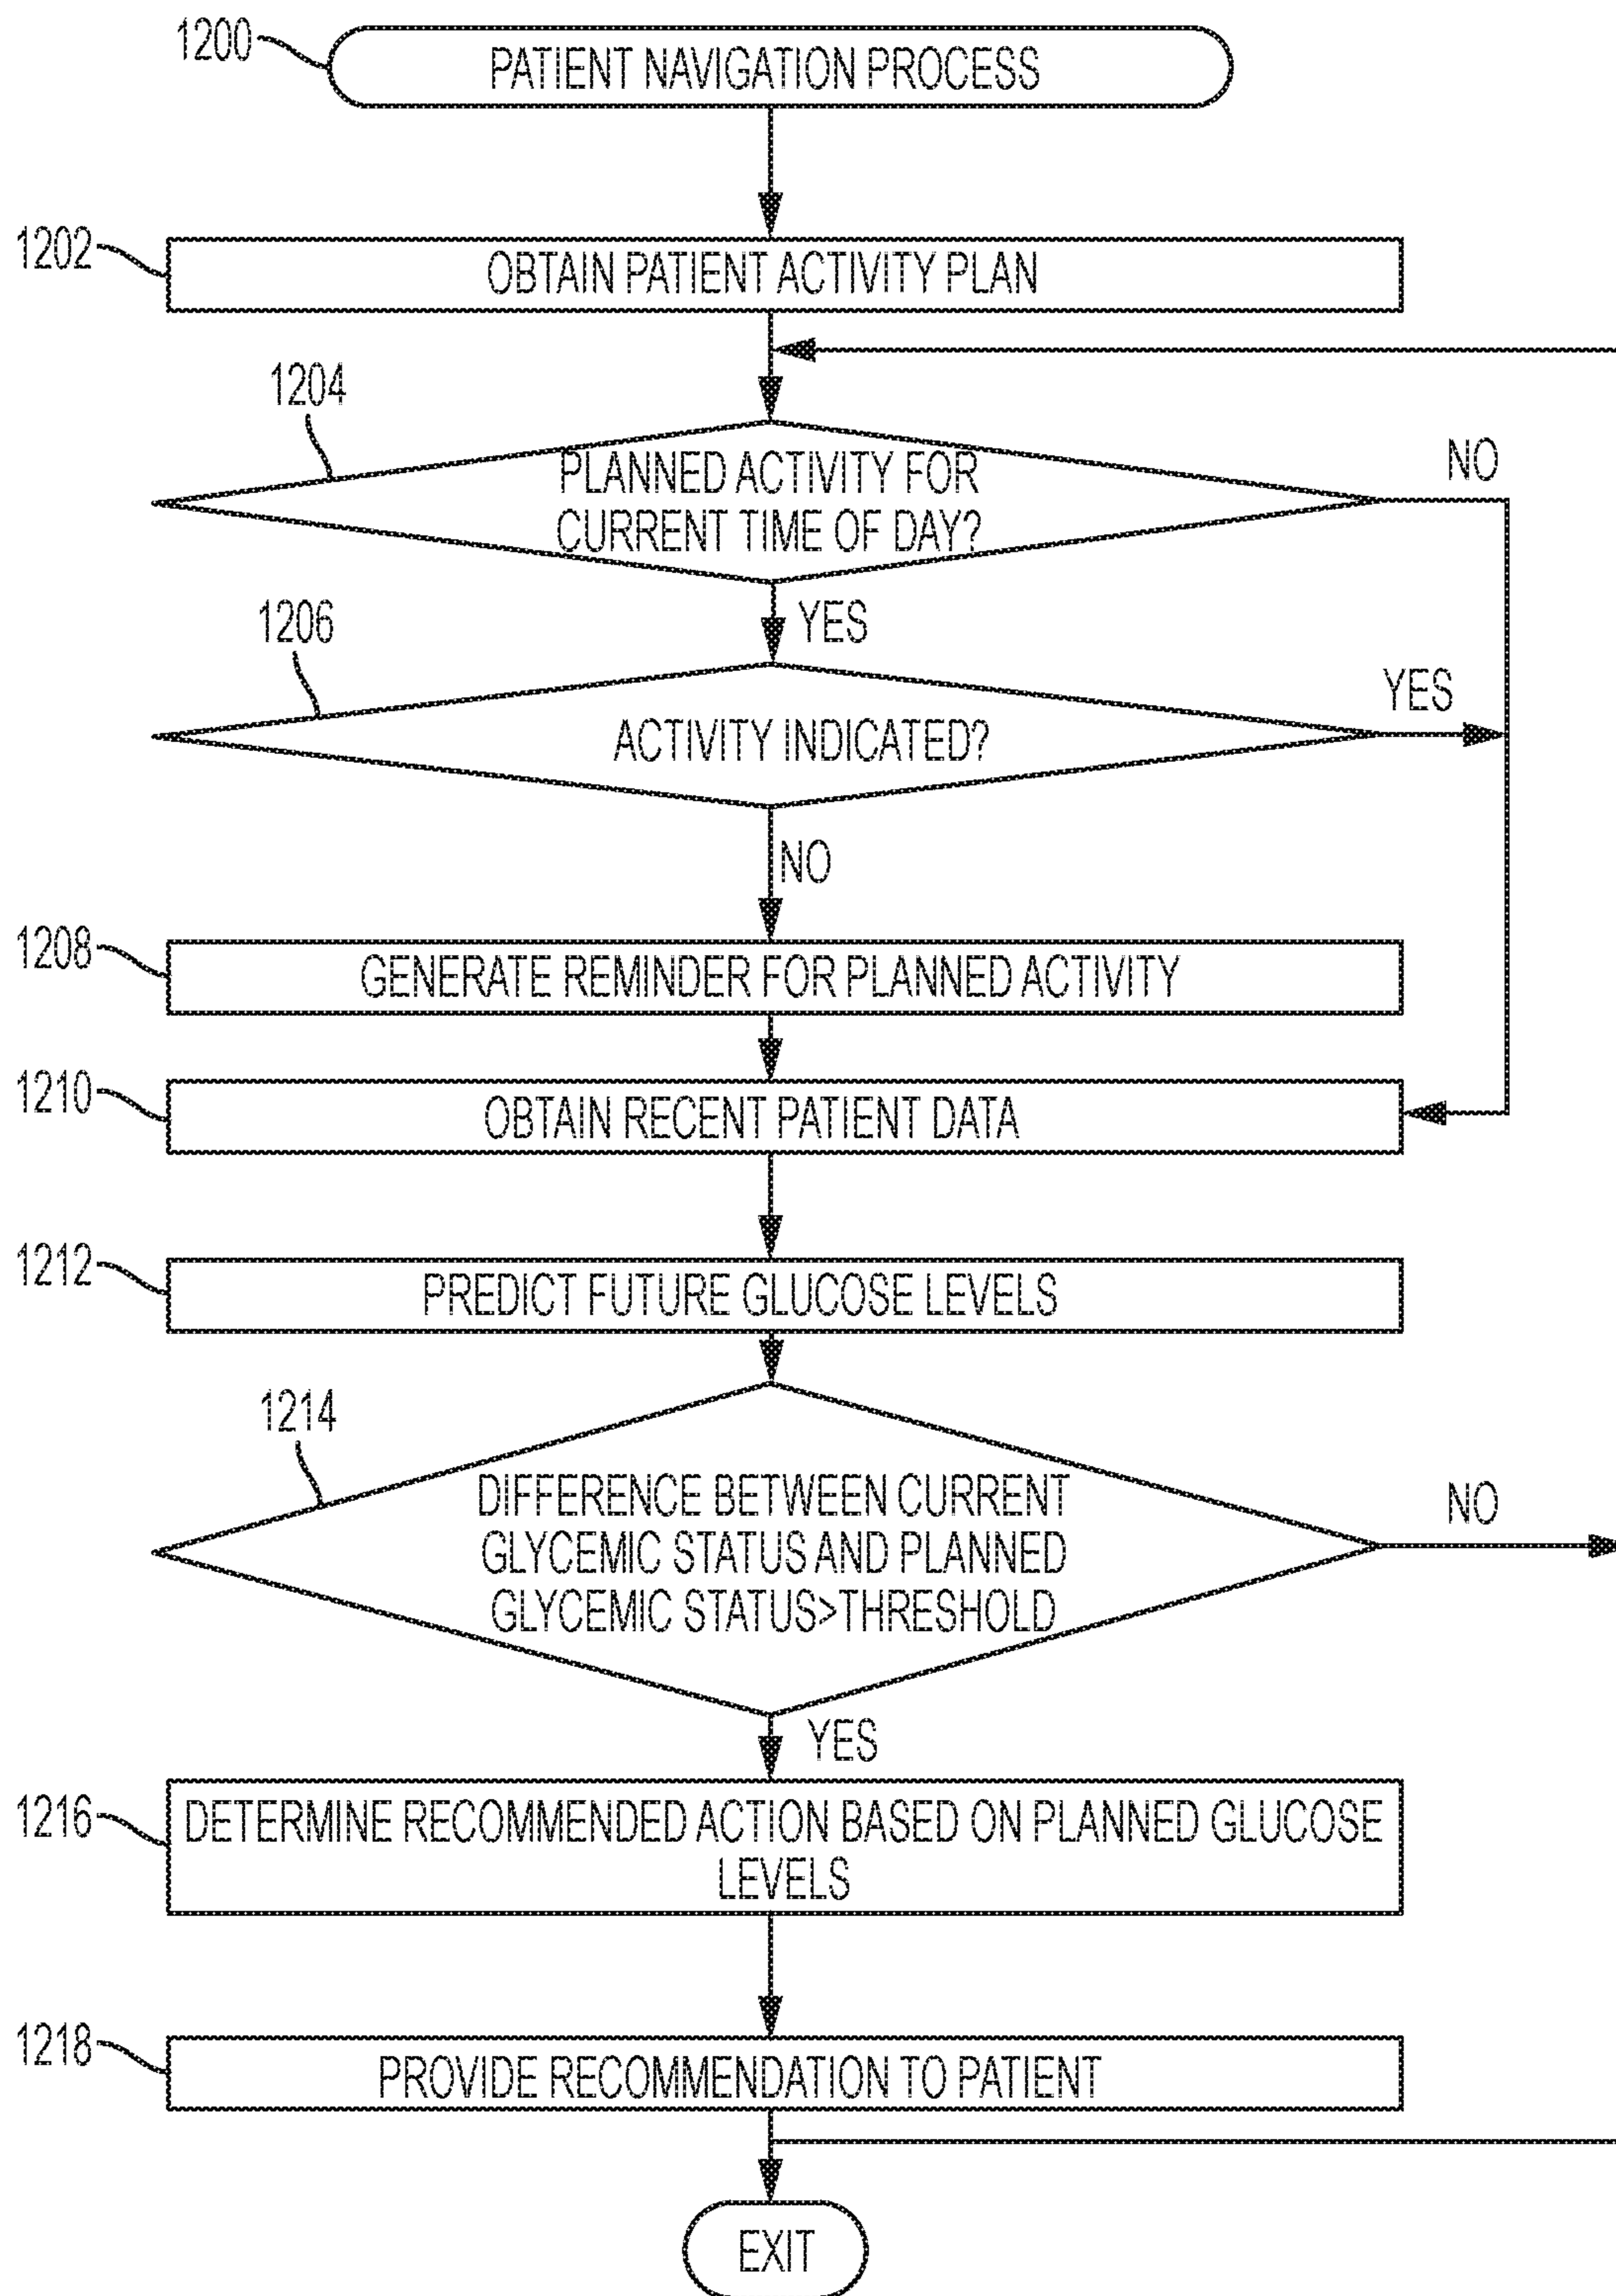 1200
PATIENT NAVIGATION PROCESS
1202
OBTAIN PATIENT ACTIVITY PLAN
1204
PLANNED ACTIVITY FOR
CURRENT TIME OF DAY?
NO
YES
1206
ACTIVITY INDICATED?
YES
NO
1208
GENERATE REMINDER FOR PLANNED ACTIVITY
1210
OBTAIN RECENT PATIENT DATA
1212
PREDICT FUTURE GLUCOSE LEVELS
1214
DIFFERENCE BETWEEN CURRENT
GLYCEMIC STATUS AND PLANNED
GLYCEMIC STATUS>THRESHOLD
NO
YES
1216
DETERMINE RECOMMENDED ACTION BASED ON PLANNED GLUCOSE
LEVELS
1218
PROVIDE RECOMMENDATION TO PATIENT
EXIT